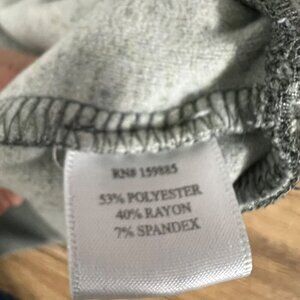 RN# 159885
53% POLYESTER
40% RAYON
7% SPANDEX